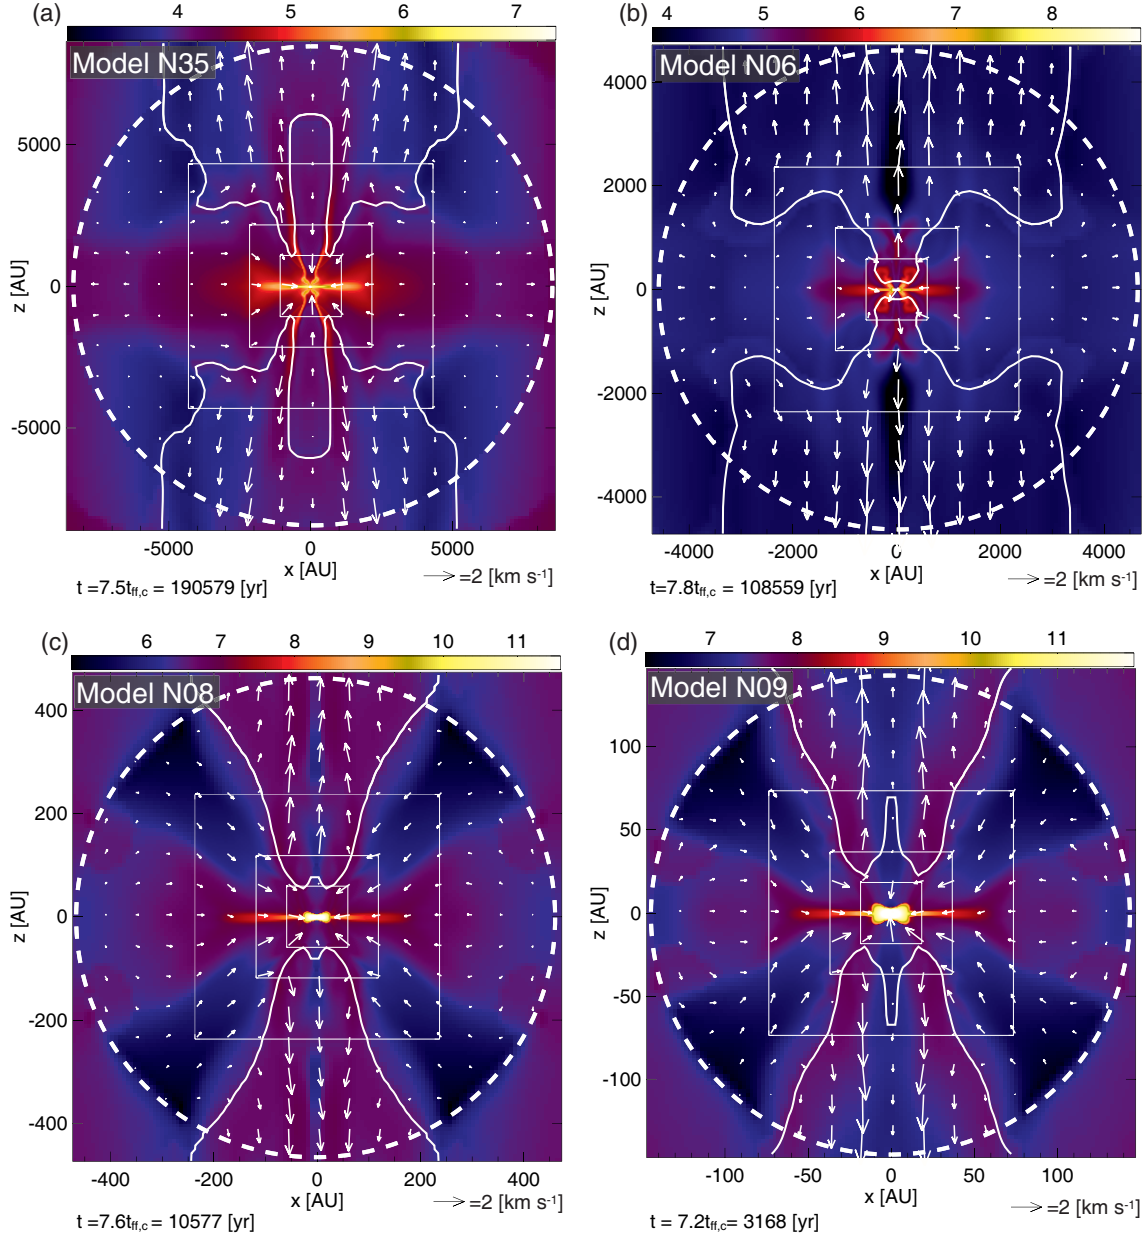 (a)
4 5 6 7
Model N35
5000
0
-5000
z [AU]
-5000 0 5000
x [AU]
t =7.5t_ff,c = 190579 [yr]
=2 [km s⁻¹]
(b)
4 5 6 7 8
Model N06
4000
2000
0
-2000
-4000
z [AU]
-4000 -2000 0 2000 4000
x [AU]
t=7.8t_ff,c = 108559 [yr]
=2 [km s⁻¹]
(c)
6 7 8 9 10 11
Model N08
400
200
0
-200
-400
z [AU]
-400 -200 0 200 400
x [AU]
t =7.6t_ff,c = 10577 [yr]
=2 [km s⁻¹]
(d)
7 8 9 10 11
Model N09
100
50
0
-50
-100
z [AU]
-100 -50 0 50 100
x [AU]
t = 7.2t_ff,c = 3168 [yr]
=2 [km s⁻¹]